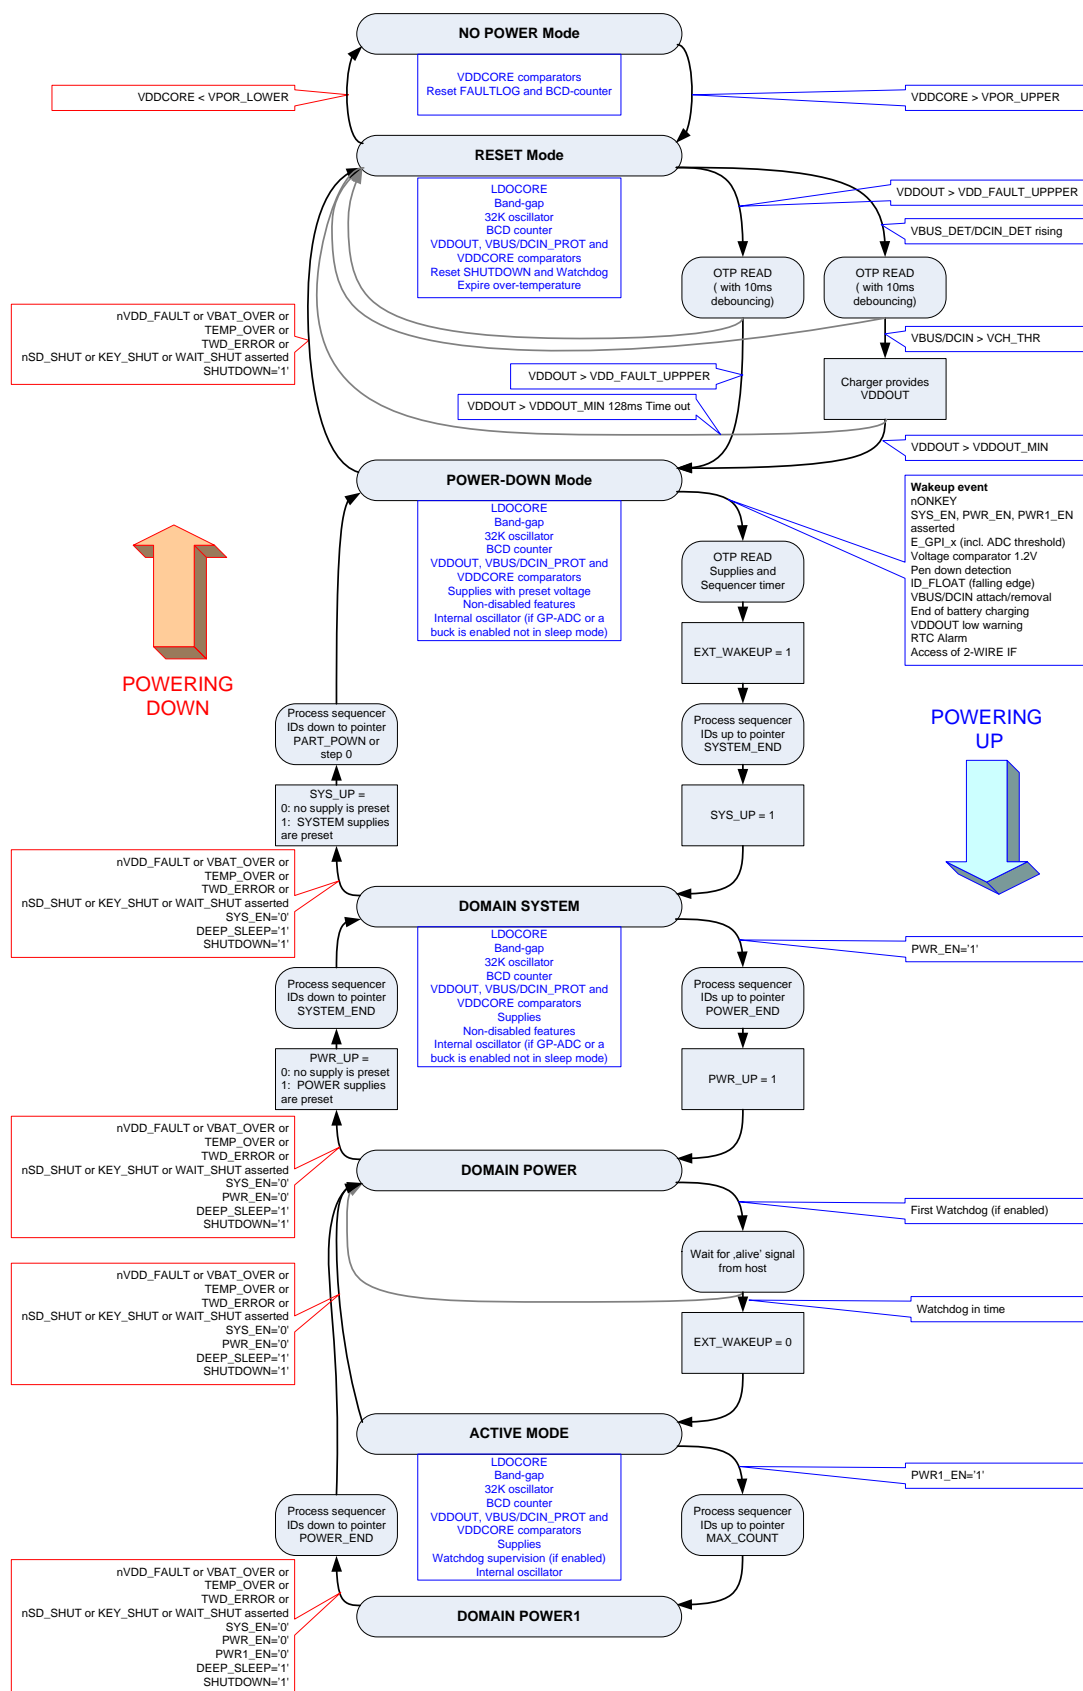 NO POWER Mode
VDDCORE comparators
Reset FAULTLOG and BCD-counter
VDDCORE < VPOR_LOWER
VDDCORE > VPOR_UPPER
RESET Mode
LDOCORE
Band-gap
32K oscillator
BCD counter
VDDOUT, VBUS/DCIN_PROT and
VDDCORE comparators
Reset SHUTDOWN and Watchdog
Expire over-temperature
VDDOUT > VDD_FAULT_UPPPER
VBUS_DET/DCIN_DET rising
OTP READ
( with 10ms
debouncing)
OTP READ
( with 10ms
debouncing)
nVDD_FAULT or VBAT_OVER or
TEMP_OVER or
TWD_ERROR or
nSD_SHUT or KEY_SHUT or WAIT_SHUT asserted
SHUTDOWN='1'
VBUS/DCIN > VCH_THR
VDDOUT > VDD_FAULT_UPPPER
Charger provides
VDDOUT
VDDOUT > VDDOUT_MIN 128ms Time out
VDDOUT > VDDOUT_MIN
POWER-DOWN Mode
LDOCORE
Band-gap
32K oscillator
BCD counter
VDDOUT, VBUS/DCIN_PROT and
VDDCORE comparators
Supplies with preset voltage
Non-disabled features
Internal oscillator (if GP-ADC or a
buck is enabled not in sleep mode)
Wakeup event
nONKEY
SYS_EN, PWR_EN, PWR1_EN
asserted
E_GPI_x (incl. ADC threshold)
Voltage comparator 1.2V
Pen down detection
ID_FLOAT (falling edge)
VBUS/DCIN attach/removal
End of battery charging
VDDOUT low warning
RTC Alarm
Access of 2-WIRE IF
OTP READ
Supplies and
Sequencer timer
EXT_WAKEUP = 1
POWERING
DOWN
POWERING
UP
Process sequencer
IDs down to pointer
PART_POWN or
step 0
Process sequencer
IDs up to pointer
SYSTEM_END
SYS_UP =
0: no supply is preset
1:  SYSTEM supplies
are preset
SYS_UP = 1
nVDD_FAULT or VBAT_OVER or
TEMP_OVER or
TWD_ERROR or
nSD_SHUT or KEY_SHUT or WAIT_SHUT asserted
SYS_EN='0'
DEEP_SLEEP='1'
SHUTDOWN='1'
DOMAIN SYSTEM
LDOCORE
Band-gap
32K oscillator
BCD counter
VDDOUT, VBUS/DCIN_PROT and
VDDCORE comparators
Supplies
Non-disabled features
Internal oscillator (if GP-ADC or a
buck is enabled not in sleep mode)
PWR_EN='1'
Process sequencer
IDs down to pointer
SYSTEM_END
Process sequencer
IDs up to pointer
POWER_END
PWR_UP =
0: no supply is preset
1:  POWER supplies
are preset
PWR_UP = 1
nVDD_FAULT or VBAT_OVER or
TEMP_OVER or
TWD_ERROR or
nSD_SHUT or KEY_SHUT or WAIT_SHUT asserted
SYS_EN='0'
PWR_EN='0'
DEEP_SLEEP='1'
SHUTDOWN='1'
DOMAIN POWER
First Watchdog (if enabled)
Wait for ‚alive' signal
from host
nVDD_FAULT or VBAT_OVER or
TEMP_OVER or
TWD_ERROR or
nSD_SHUT or KEY_SHUT or WAIT_SHUT asserted
SYS_EN='0'
PWR_EN='0'
DEEP_SLEEP='1'
SHUTDOWN='1'
Watchdog in time
EXT_WAKEUP = 0
ACTIVE MODE
LDOCORE
Band-gap
32K oscillator
BCD counter
VDDOUT, VBUS/DCIN_PROT and
VDDCORE comparators
Supplies
Watchdog supervision (if enabled)
Internal oscillator
PWR1_EN='1'
Process sequencer
IDs down to pointer
POWER_END
Process sequencer
IDs up to pointer
MAX_COUNT
nVDD_FAULT or VBAT_OVER or
TEMP_OVER or
TWD_ERROR or
nSD_SHUT or KEY_SHUT or WAIT_SHUT asserted
SYS_EN='0'
PWR_EN='0'
PWR1_EN='0'
DEEP_SLEEP='1'
SHUTDOWN='1'
DOMAIN POWER1